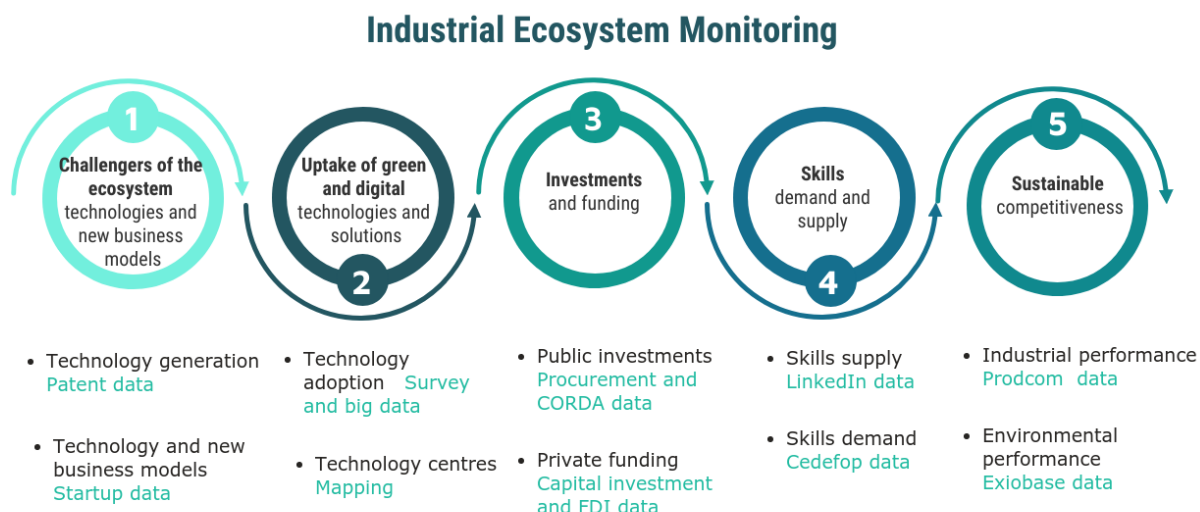 Industrial Ecosystem Monitoring
1
Challengers of the
ecosystem
technologies and
new business
models
2
Uptake of green
and digital
technologies and
solutions
3
Investments
and funding
4
Skills
demand and
supply
5
Sustainable
competitiveness
• Technology generation
Patent data
• Technology and new
business models
Startup data
• Technology
adoption Survey
and big data
• Technology centres
Mapping
• Public investments
Procurement and
CORDA data
• Private funding
Capital investment
and FDI data
• Skills supply
LinkedIn data
• Skills demand
Cedefop data
• Industrial performance
Prodcom data
• Environmental
performance
Exiobase data